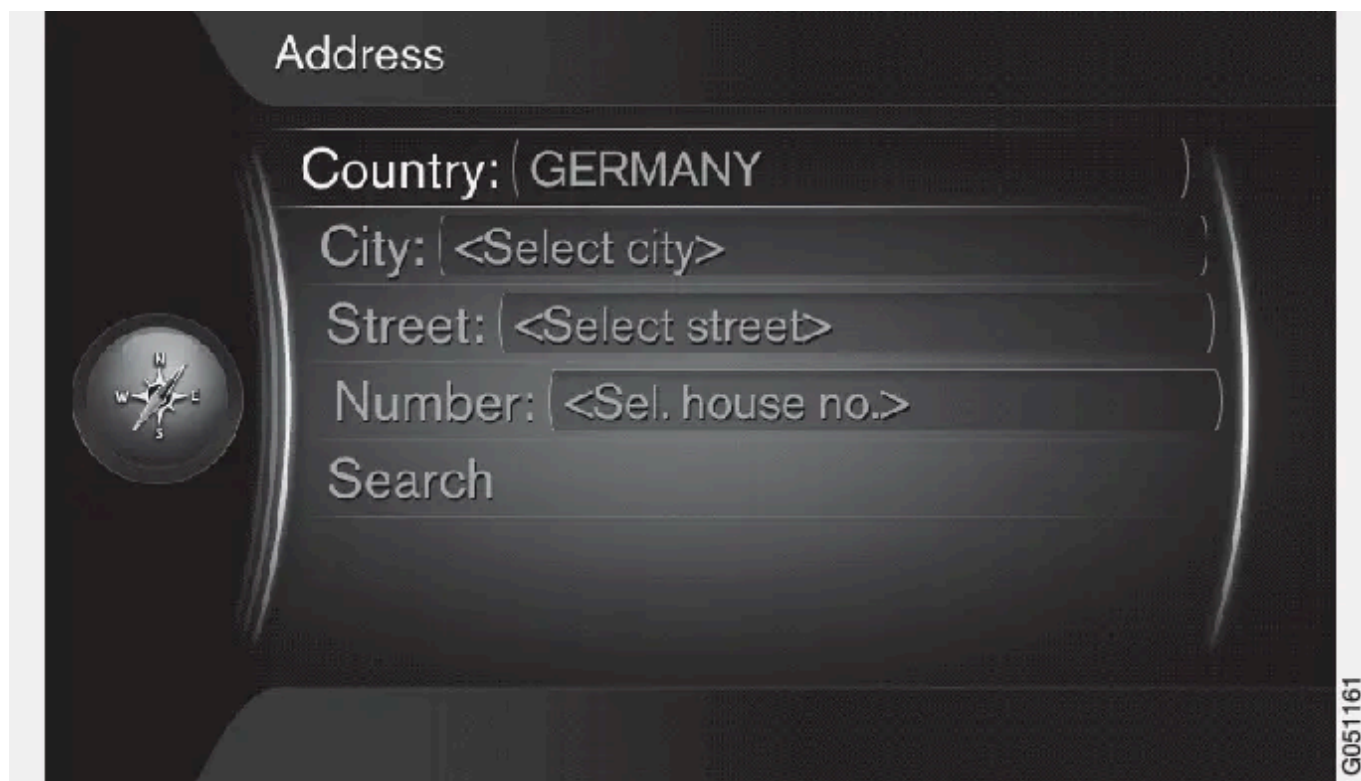 Address
Country: GERMANY
City: <Select city>
Street: <Select street>
Number: <Sel. house no.>
Search
N
W E
S
G051161